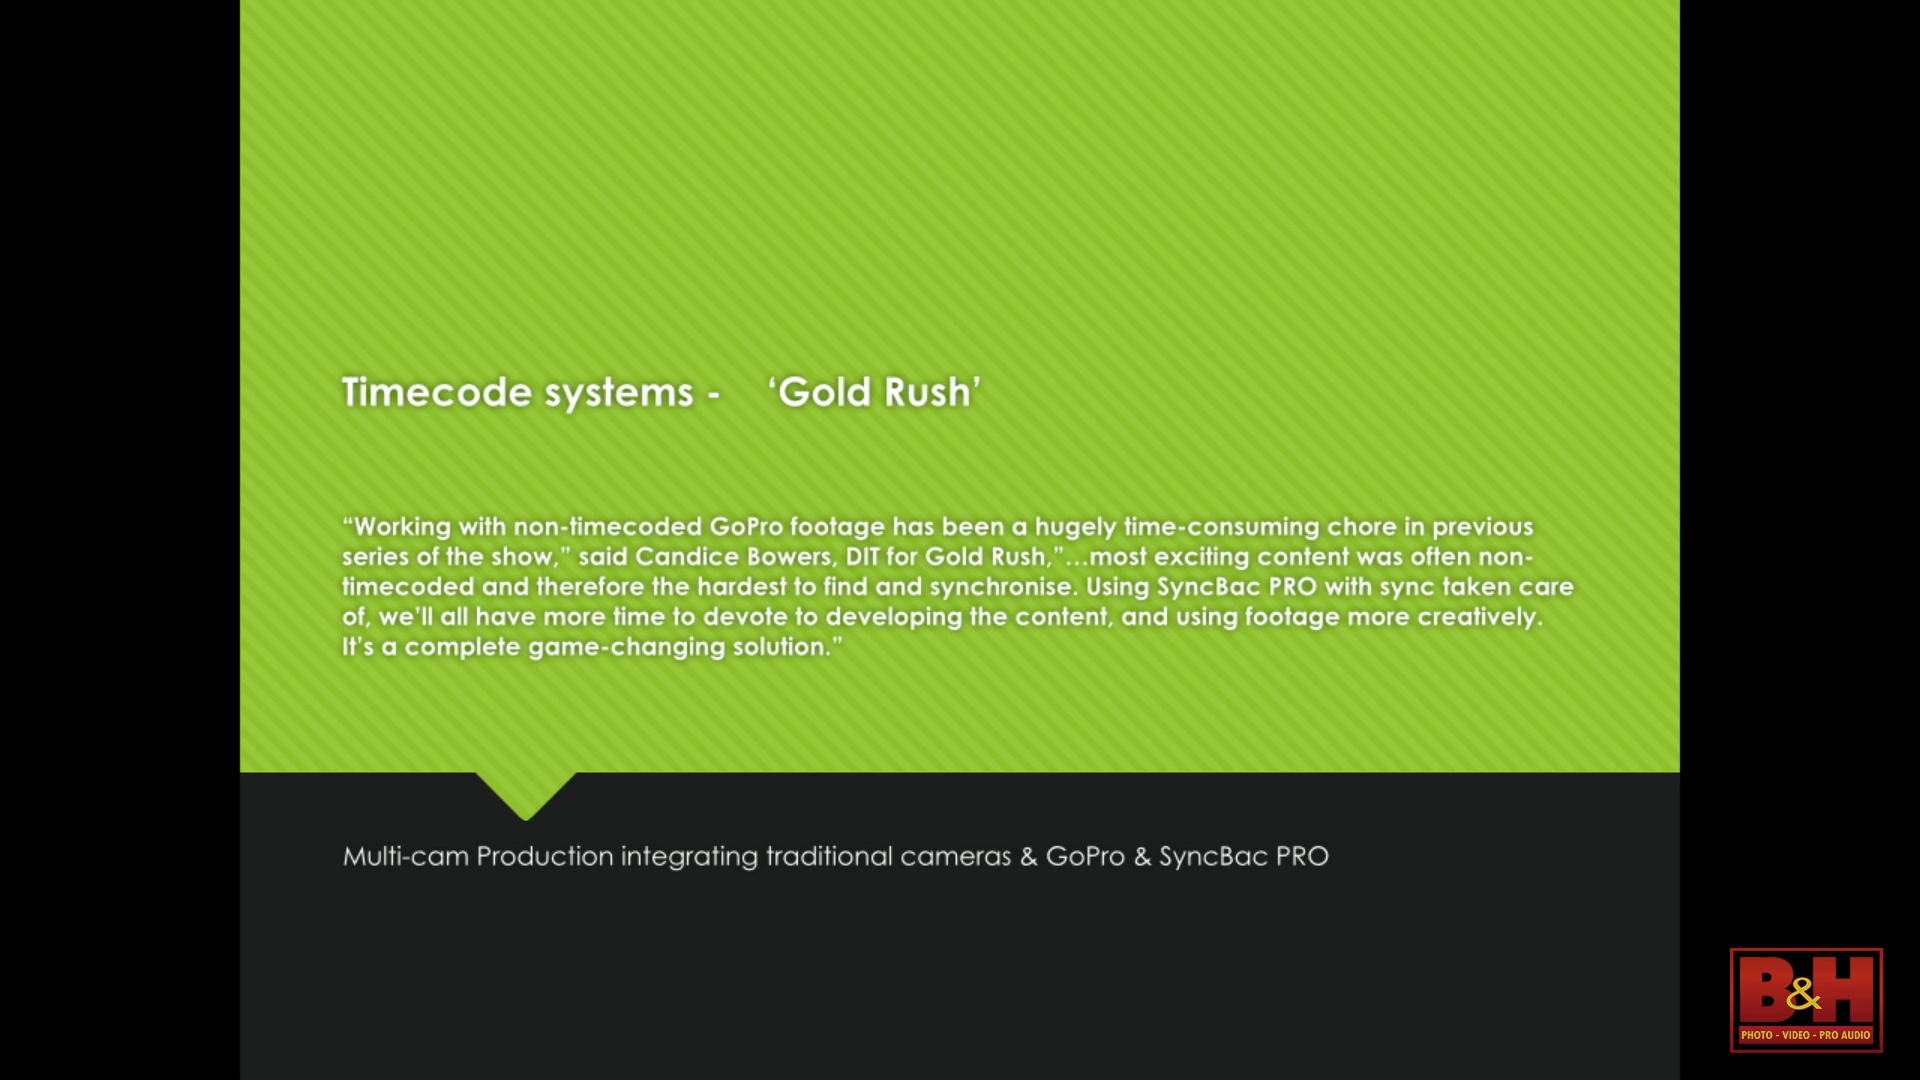 Timecode systems - ‘Gold Rush’
“Working with non-timecoded GoPro footage has been a hugely time-consuming chore in previous
series of the show,” said Candice Bowers, DIT for Gold Rush,”…most exciting content was often non-
timecoded and therefore the hardest to find and synchronise. Using SyncBac PRO with sync taken care
of, we’ll all have more time to devote to developing the content, and using footage more creatively.
It’s a complete game-changing solution.”
Multi-cam Production integrating traditional cameras & GoPro & SyncBac PRO
B&H
PHOTO - VIDEO - PRO AUDIO